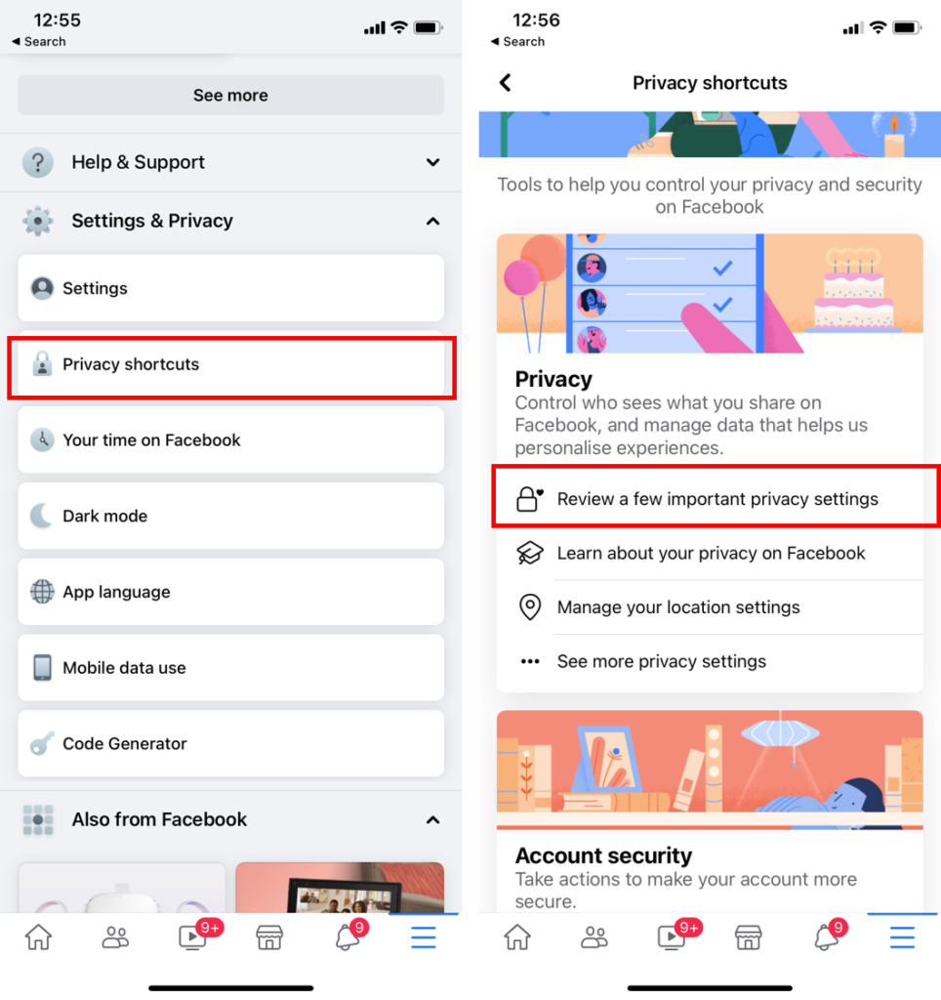 12:55
◀ Search
See more
Help & Support
Settings & Privacy
Settings
Privacy shortcuts
Your time on Facebook
Dark mode
App language
Mobile data use
Code Generator
Also from Facebook
9+
9
12:56
◀ Search
Privacy shortcuts
Tools to help you control your privacy and security
on Facebook
Privacy
Control who sees what you share on
Facebook, and manage data that helps us
personalise experiences.
Review a few important privacy settings
Learn about your privacy on Facebook
Manage your location settings
See more privacy settings
Account security
Take actions to make your account more
secure.
9+
9